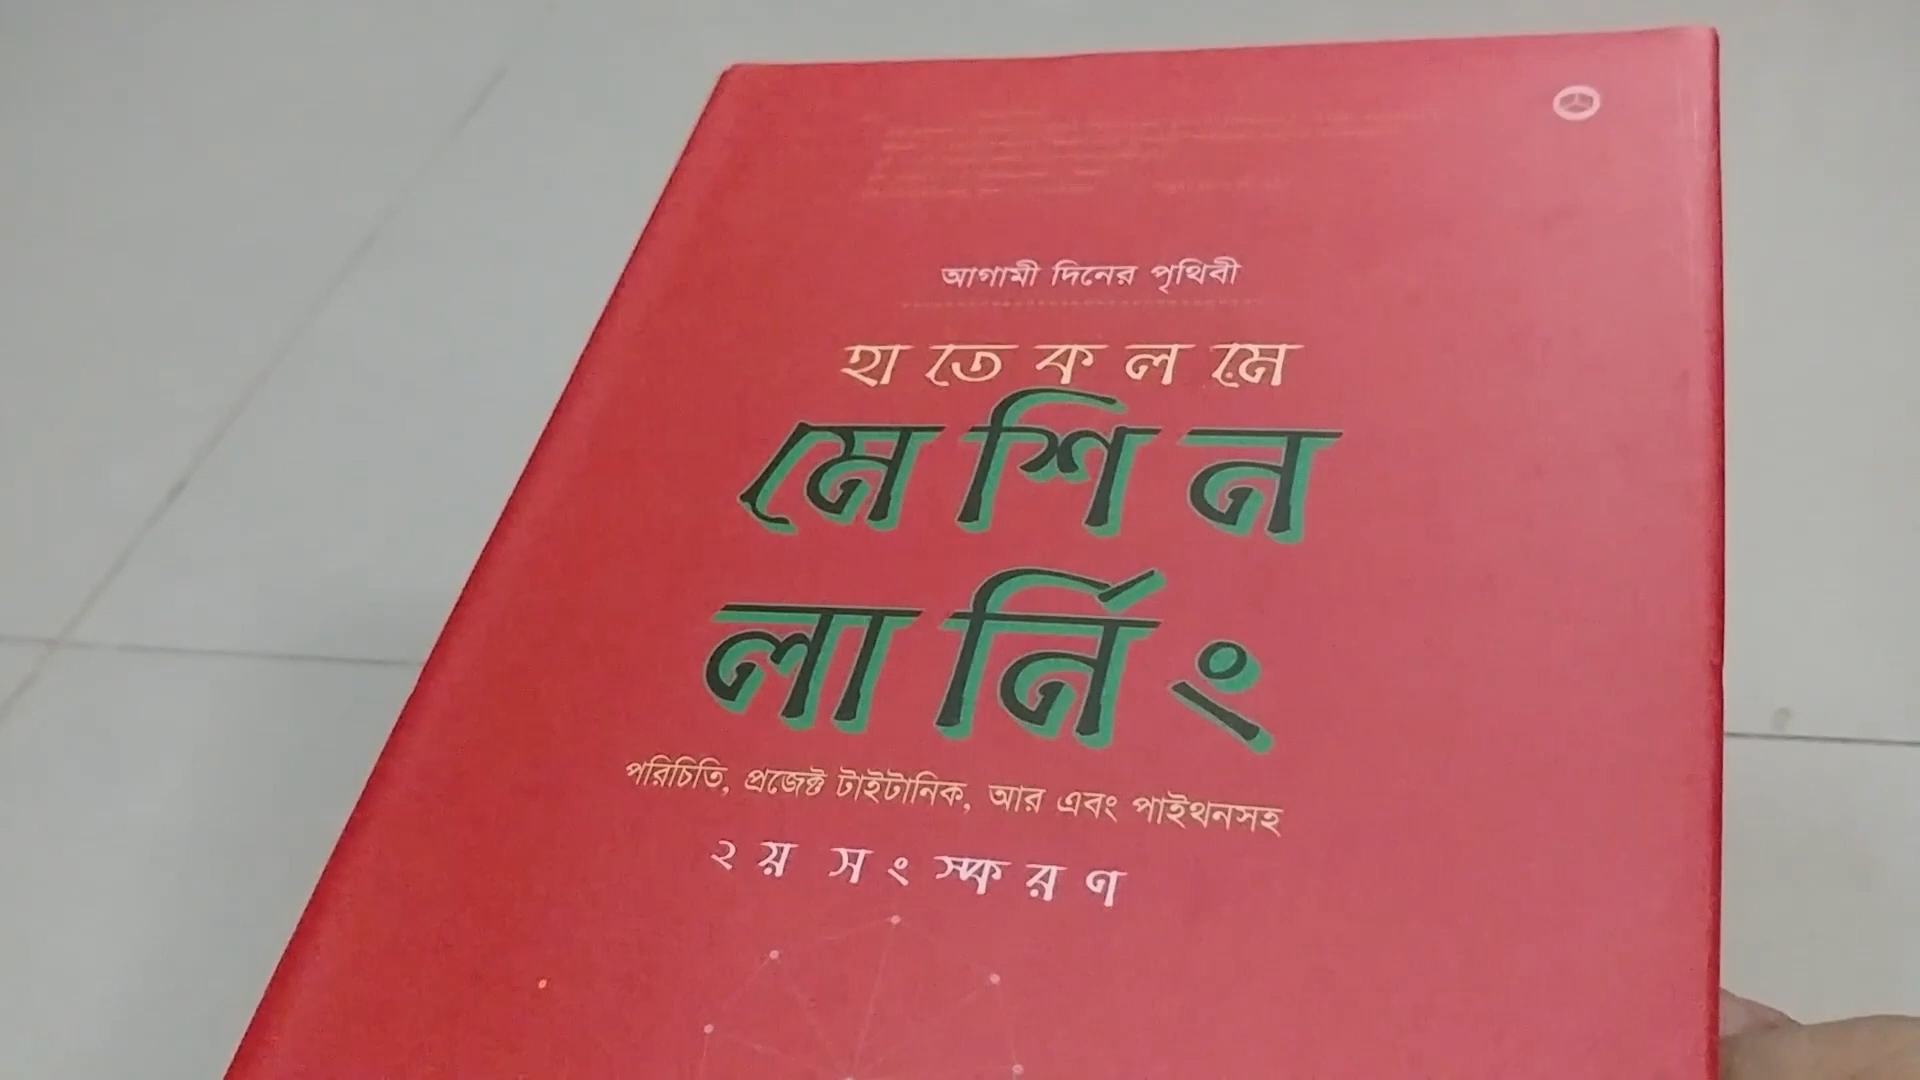 আগামী দিনের পৃথিবী
হাতেকলমে
মেশিন
লার্নিং
পরিচিতি, প্রজেক্ট টাইটানিক, আর এবং পাইথনসহ
২য় সংস্করণ